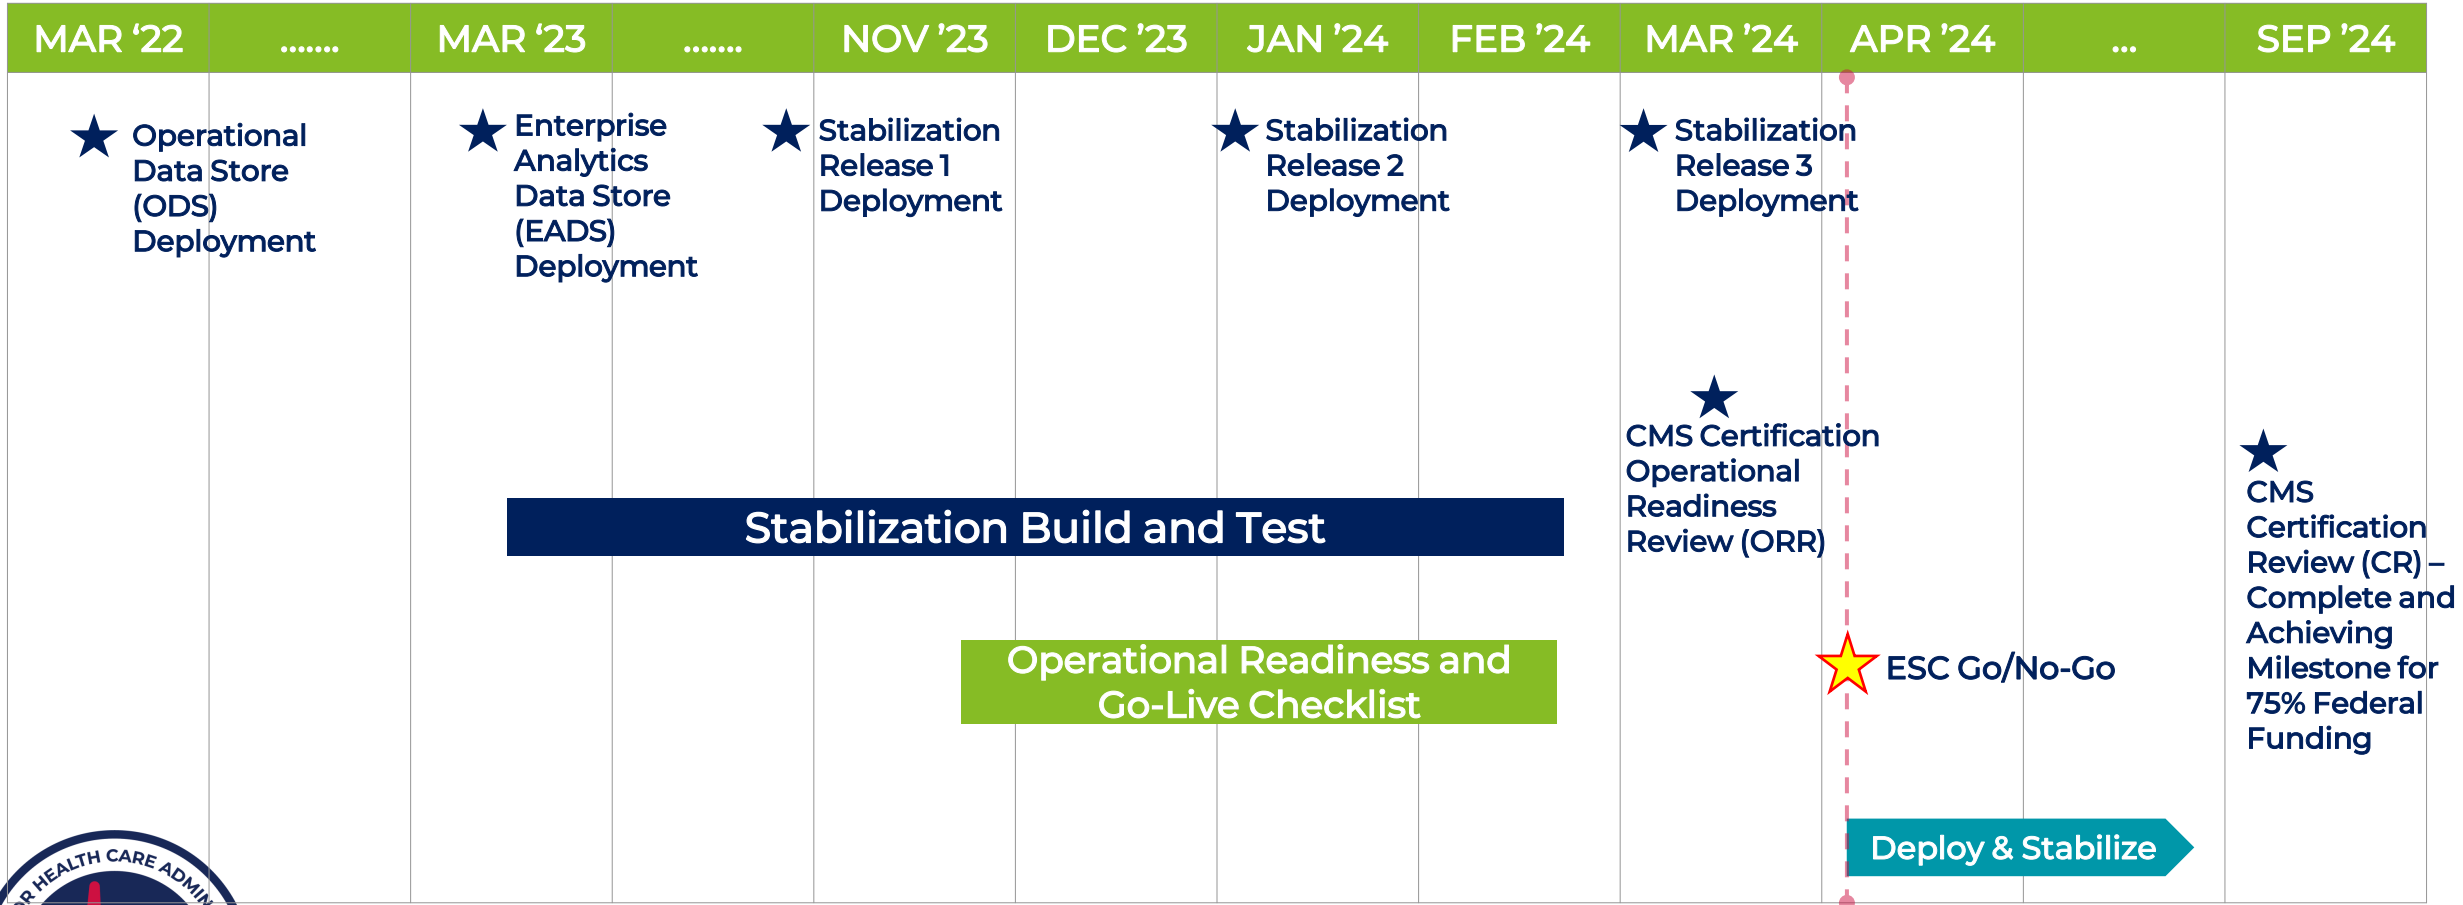 MAR ‘22 ....... MAR ‘23 ....... NOV ’23 DEC ’23 JAN ’24 FEB ’24 MAR ’24 APR ’24 ... SEP ’24
Operational
Data Store
(ODS)
Deployment
Enterprise
Analytics
Data Store
(EADS)
Deployment
Stabilization
Release 1
Deployment
Stabilization
Release 2
Deployment
Stabilization
Release 3
Deployment
CMS Certification
Operational
Readiness
Review (ORR)
CMS
Certification
Review (CR) –
Complete and
Achieving
Milestone for
75% Federal
Funding
Stabilization Build and Test
Operational Readiness and
Go-Live Checklist
ESC Go/No-Go
Deploy & Stabilize
HEALTH CARE